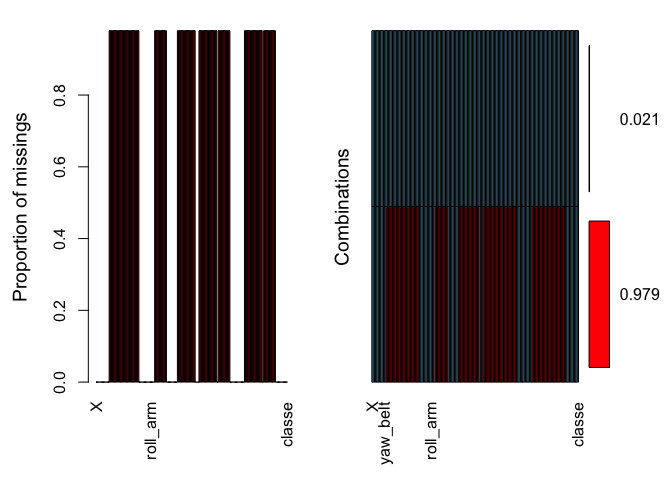 Proportion of missings
0.8
0.6
0.4
0.2
0.0
X
roll_arm
classe
Combinations
X
yaw_belt
roll_arm
classe
0.021
0.979